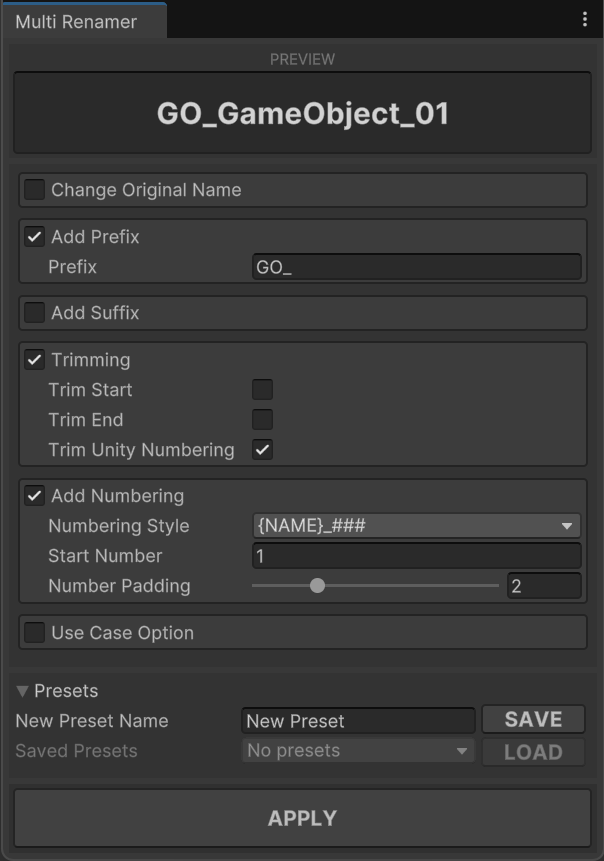 Multi Renamer
PREVIEW
GO_GameObject_01
Change Original Name
Add Prefix
Prefix GO_
Add Suffix
Trimming
Trim Start
Trim End
Trim Unity Numbering
Add Numbering
Numbering Style {NAME}_###
Start Number 1
Number Padding 2
Use Case Option
Presets
New Preset Name New Preset SAVE
Saved Presets No presets LOAD
APPLY